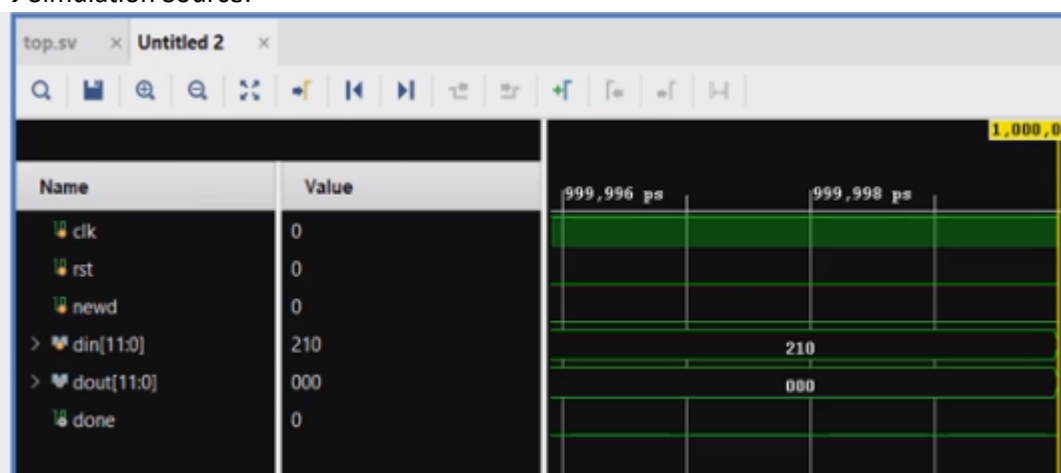 Simulation Source:
top.sv × Untitled 2 ×
1,000,0
Name Value 999,996 ps 999,998 ps
clk 0
rst 0
newd 0
> din[11:0] 210 210
> dout[11:0] 000 000
done 0